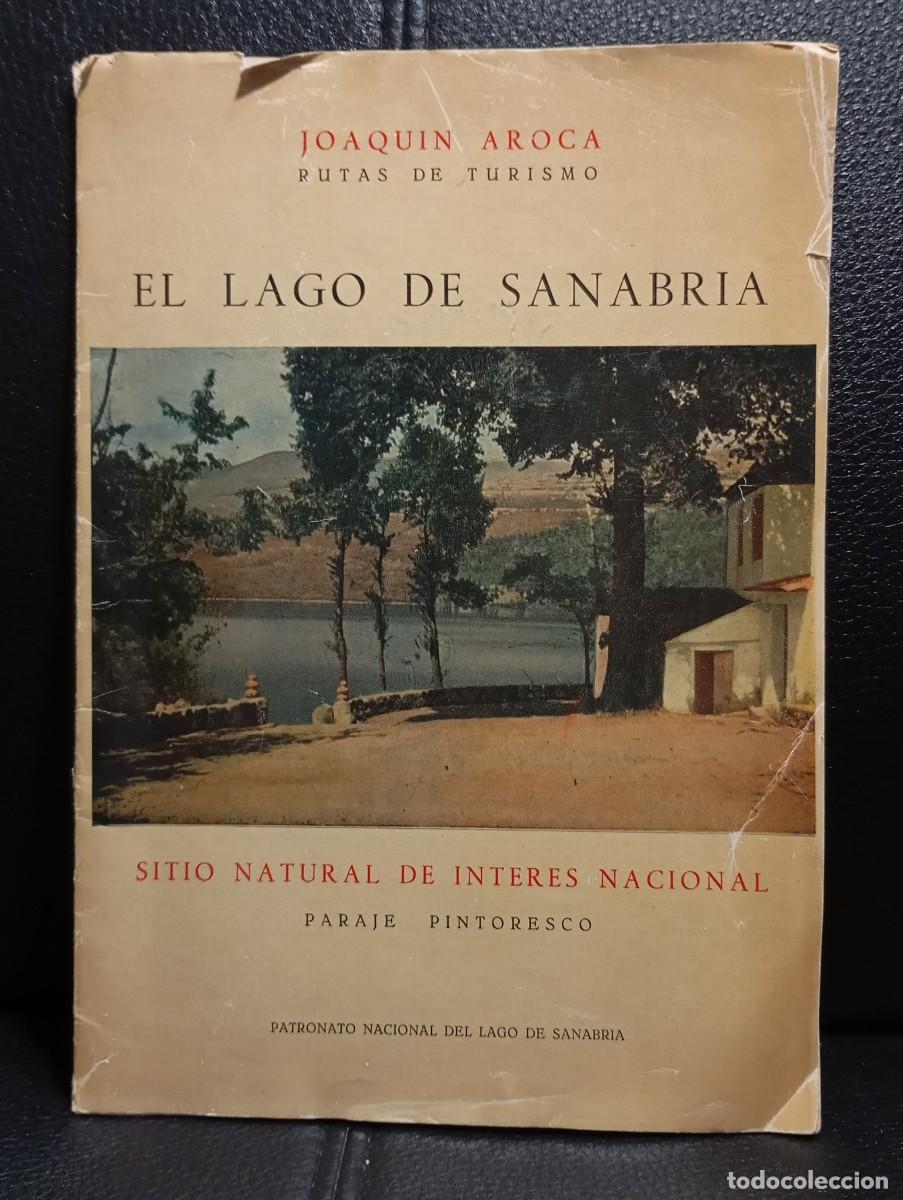 JOAQUIN AROCA
RUTAS DE TURISMO
EL LAGO DE SANABRIA
SITIO NATURAL DE INTERES NACIONAL
PARAJE PINTORESCO
PATRONATO NACIONAL DEL LAGO DE SANABRIA
todocoleccion